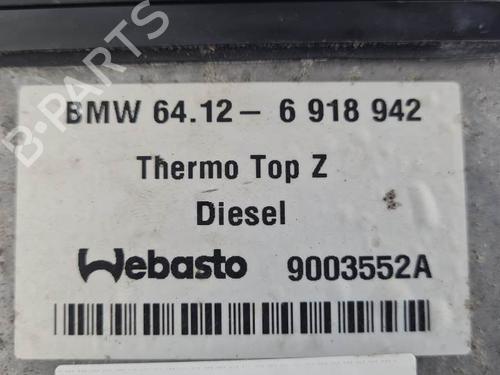 BMW 64.12 - 6 918 942
Thermo Top Z
Diesel
Webasto 9003552A
B-PARTS